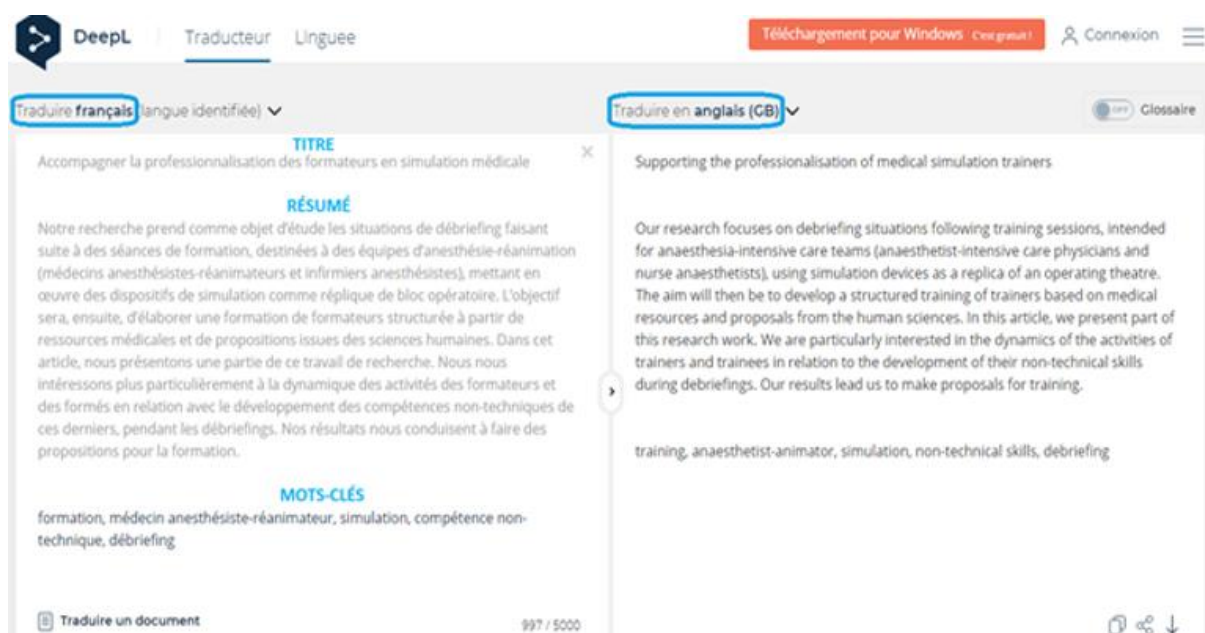 DeepL Traducteur Linguee Téléchargement pour Windows C'est gratuit ! Connexion
Traduire français (langue identifiée)
TITRE
Accompagner la professionnalisation des formateurs en simulation médicale
RÉSUMÉ
Notre recherche prend comme objet d'étude les situations de débriefing faisant
suite à des séances de formation, destinées à des équipes d'anesthésie-réanimation
(médecins anesthésistes-réanimateurs et infirmiers anesthésistes), mettant en
œuvre des dispositifs de simulation comme réplique de bloc opératoire. L'objectif
sera, ensuite, d'élaborer une formation de formateurs structurée à partir de
ressources médicales et de propositions issues des sciences humaines. Dans cet
article, nous présentons une partie de ce travail de recherche. Nous nous
intéressons plus particulièrement à la dynamique des activités des formateurs et
des formés en relation avec le développement des compétences non-techniques de
ces derniers, pendant les débriefings. Nos résultats nous conduisent à faire des
propositions pour la formation.
MOTS-CLÉS
formation, médecin anesthésiste-réanimateur, simulation, compétence non-
technique, débriefing
Traduire un document
997 / 5000
Traduire en anglais (GB)
OFF Glossaire
Supporting the professionalisation of medical simulation trainers
Our research focuses on debriefing situations following training sessions, intended
for anaesthesia-intensive care teams (anaesthetist-intensive care physicians and
nurse anaesthetists), using simulation devices as a replica of an operating theatre.
The aim will then be to develop a structured training of trainers based on medical
resources and proposals from the human sciences. In this article, we present part of
this research work. We are particularly interested in the dynamics of the activities of
trainers and trainees in relation to the development of their non-technical skills
during debriefings. Our results lead us to make proposals for training.
training, anaesthetist-animator, simulation, non-technical skills, debriefing